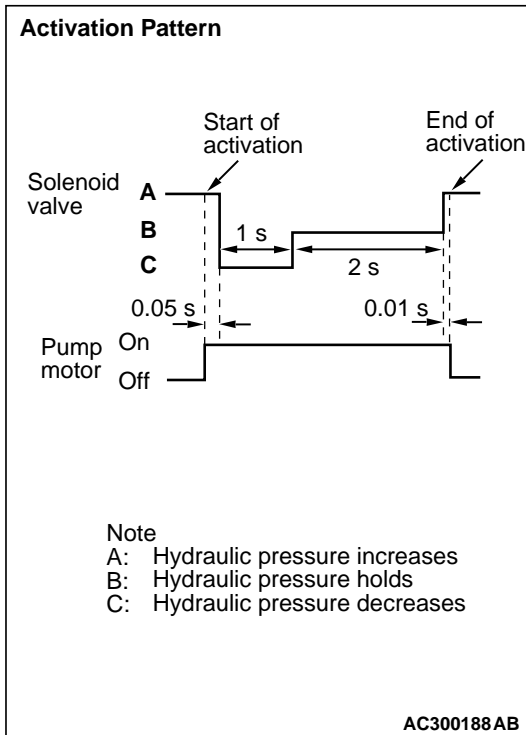 Activation Pattern
Start of
activation
End of
activation
Solenoid
valve
A
B
C
1 s
2 s
0.05 s
0.01 s
Pump
motor
On
Off
Note
A: Hydraulic pressure increases
B: Hydraulic pressure holds
C: Hydraulic pressure decreases
AC300188AB